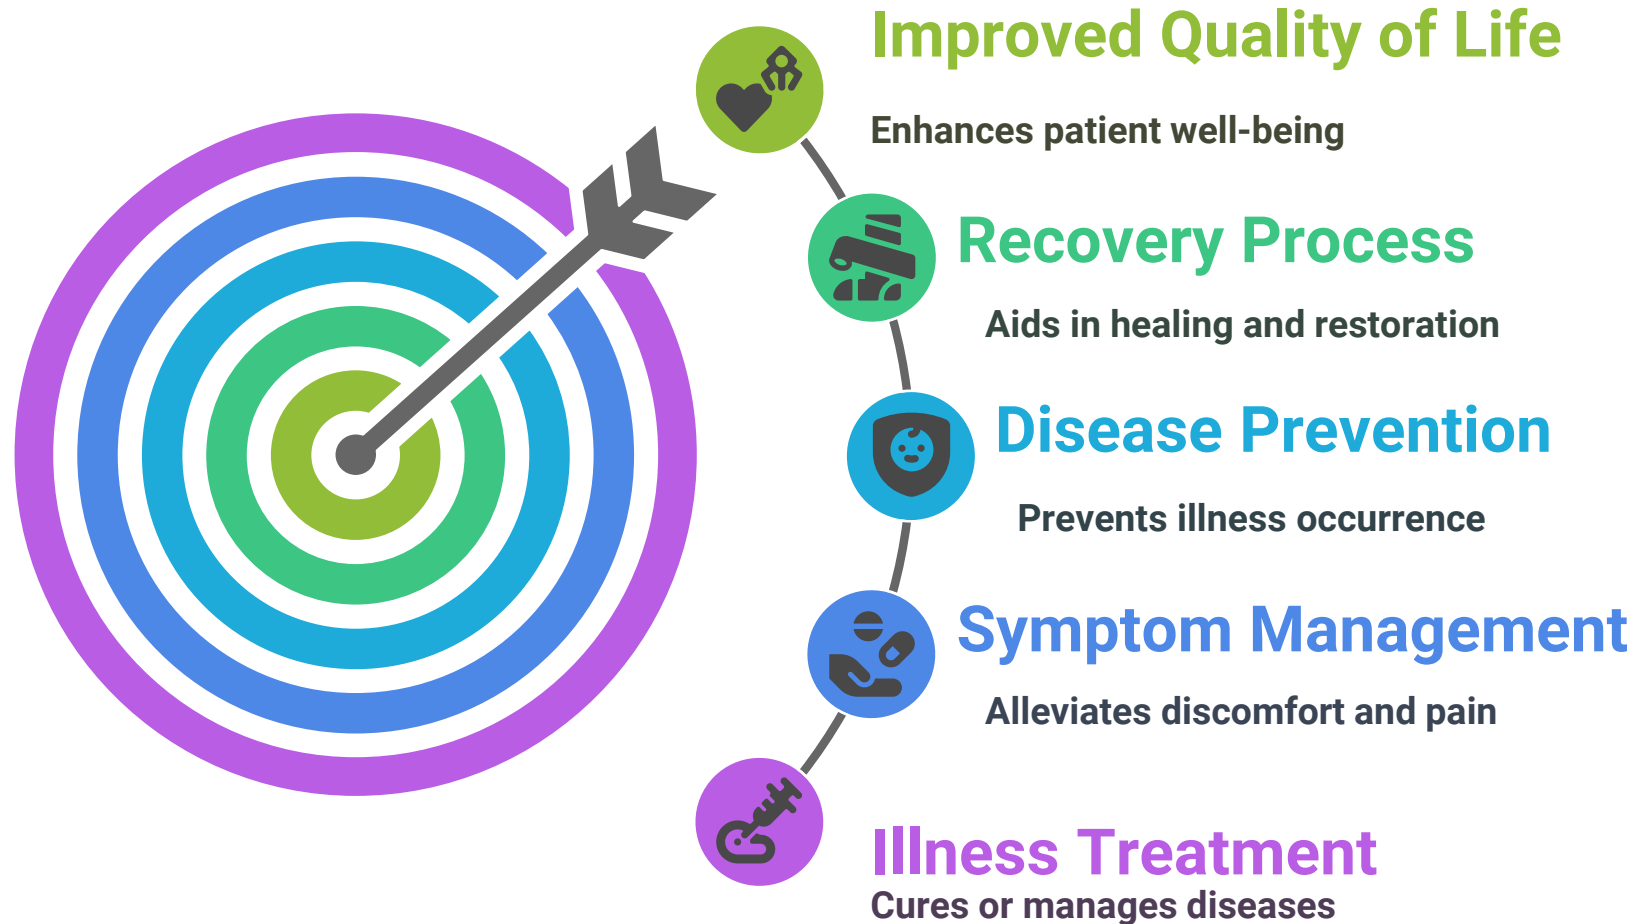 Improved Quality of Life
Enhances patient well-being
Recovery Process
Aids in healing and restoration
Disease Prevention
Prevents illness occurrence
Symptom Management
Alleviates discomfort and pain
Illness Treatment
Cures or manages diseases